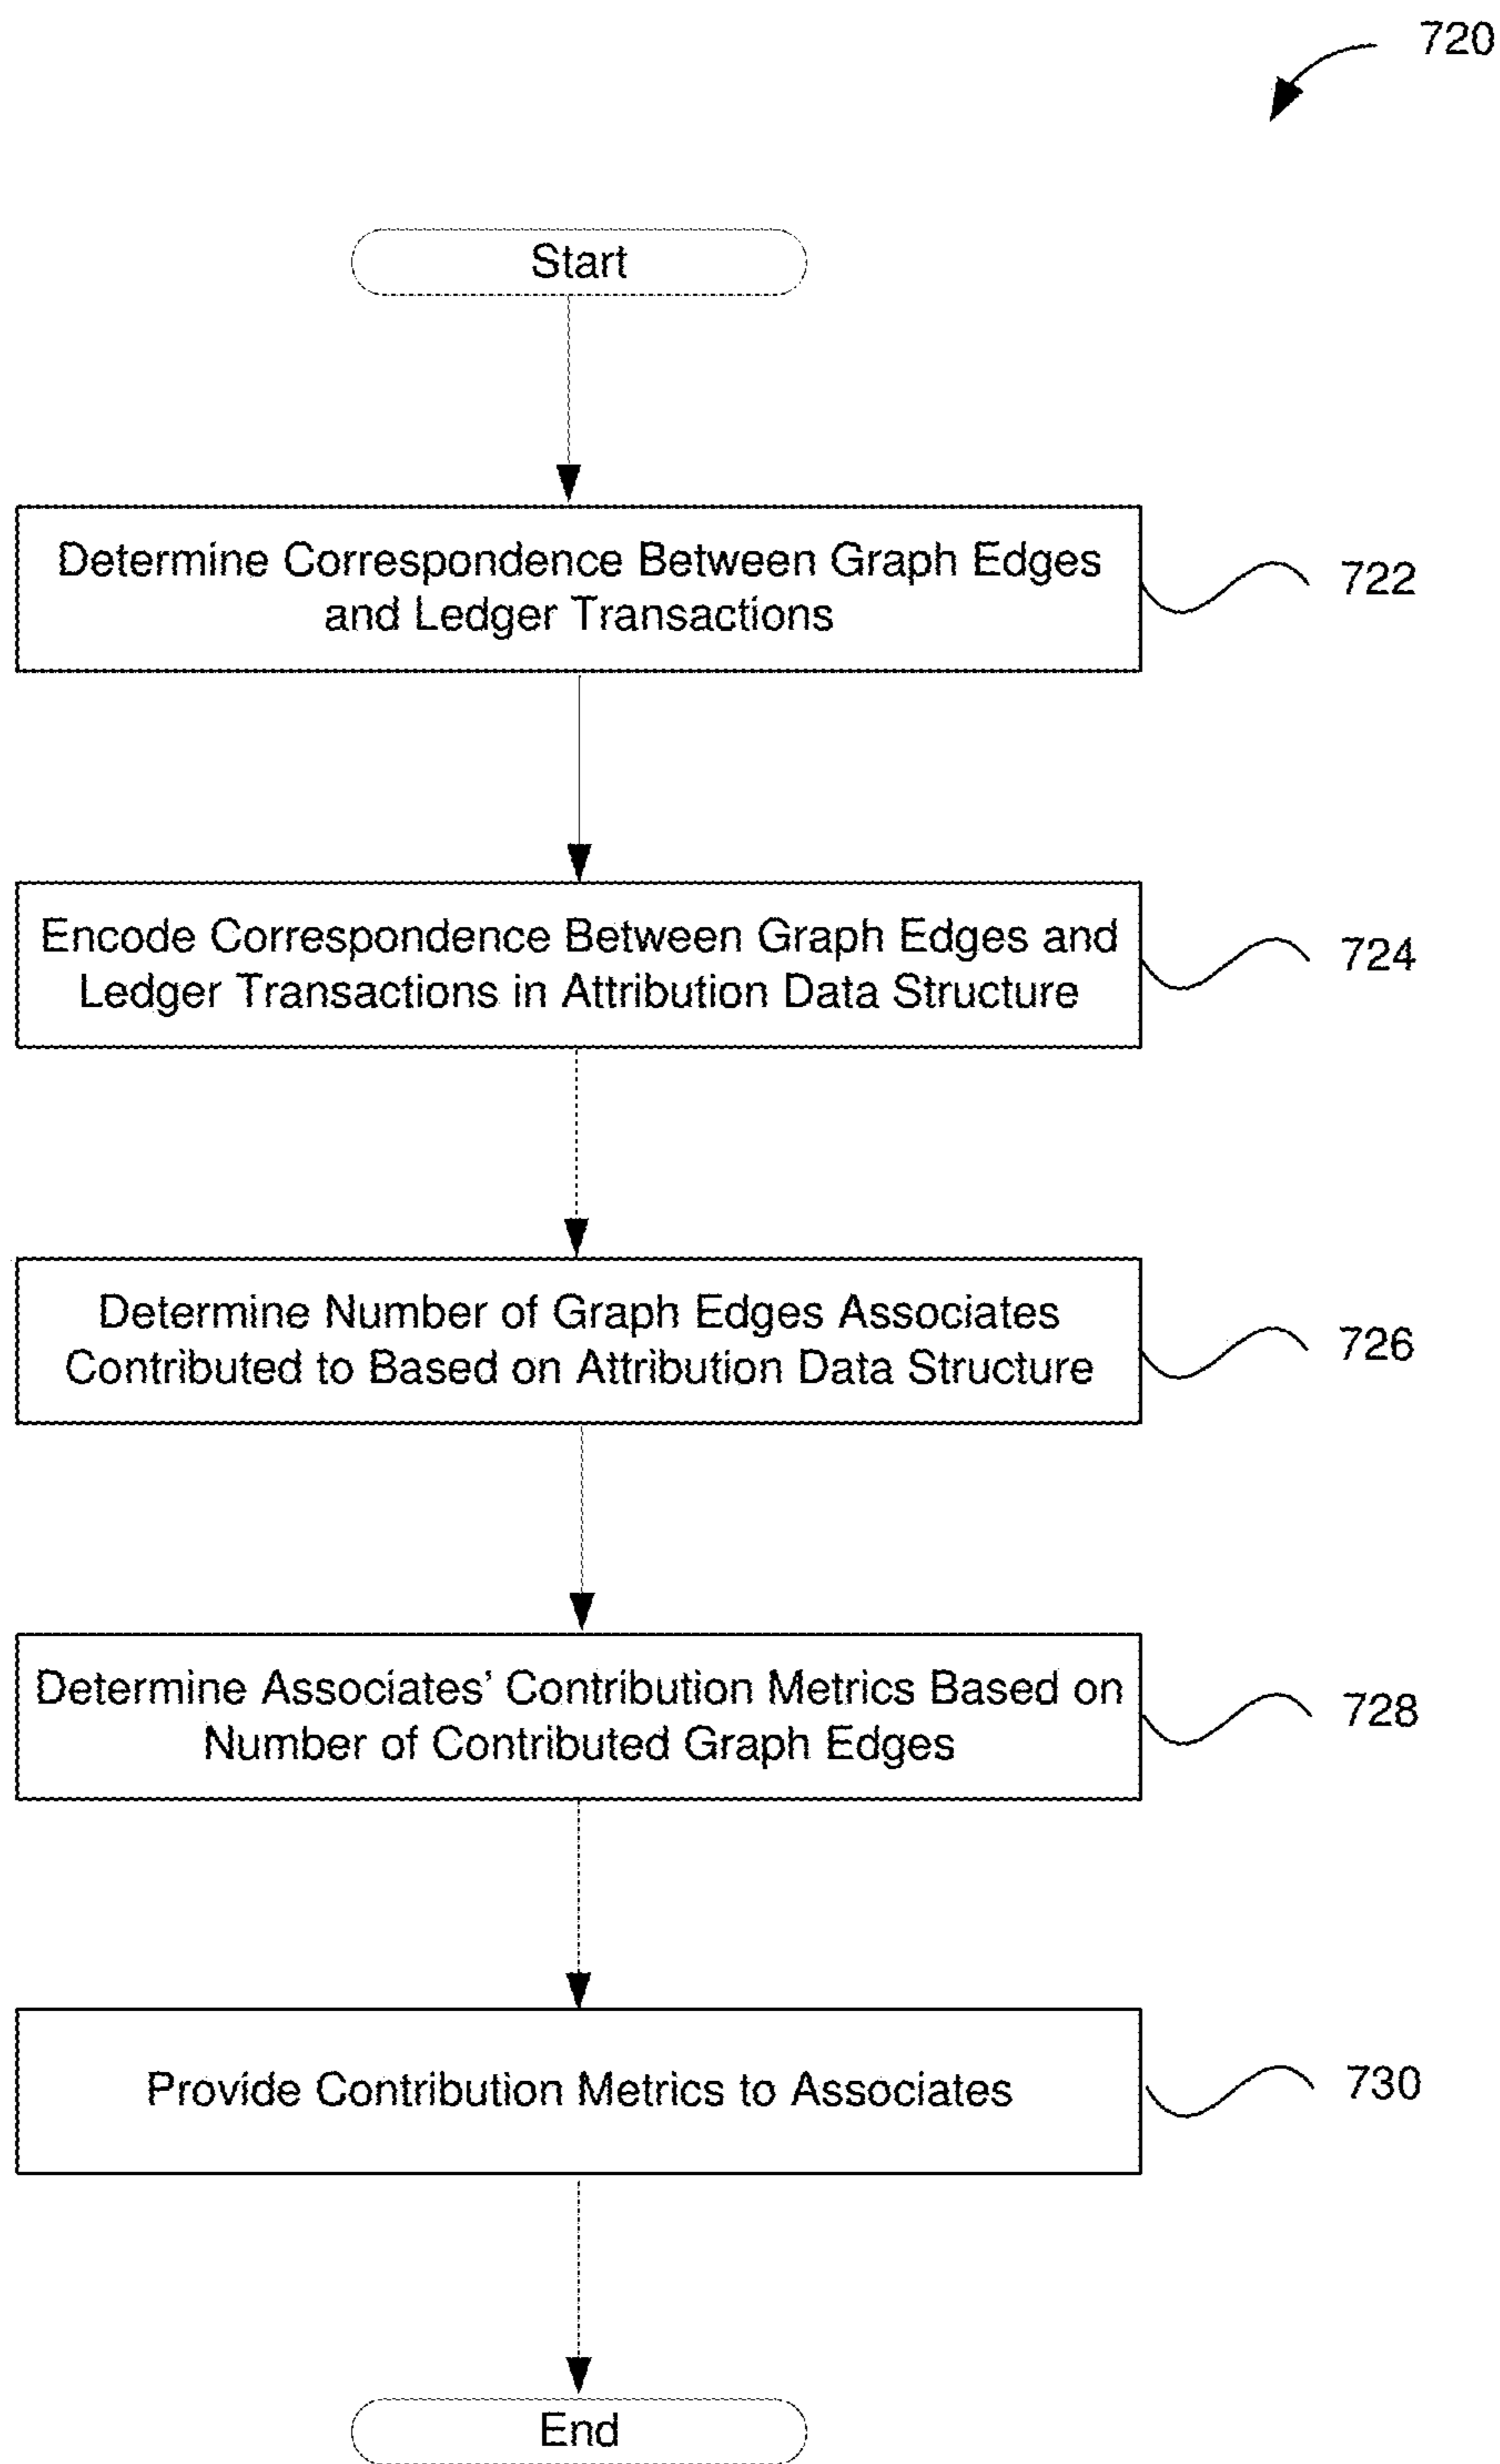 720
Start
Determine Correspondence Between Graph Edges
and Ledger Transactions
722
Encode Correspondence Between Graph Edges and
Ledger Transactions in Attribution Data Structure
724
Determine Number of Graph Edges Associates
Contributed to Based on Attribution Data Structure
726
Determine Associates' Contribution Metrics Based on
Number of Contributed Graph Edges
728
Provide Contribution Metrics to Associates
730
End